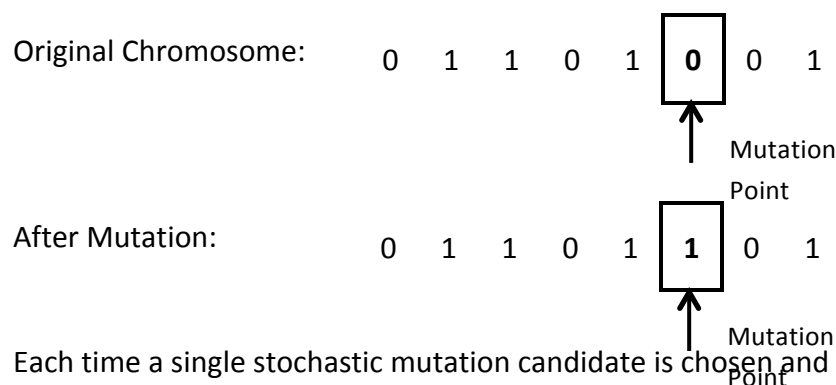 Original Chromosome: 0 1 1 0 1 0 0 1
Mutation
Point
After Mutation: 0 1 1 0 1 1 0 1
Mutation
Point
Each time a single stochastic mutation candidate is chosen and